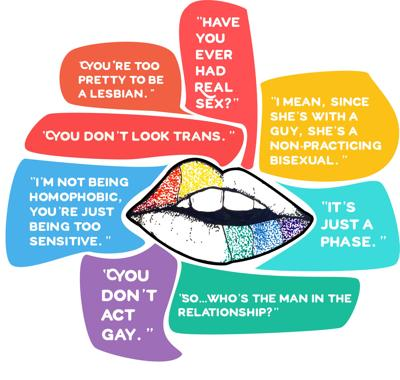 "HAVE
YOU
EVER
HAD
REAL
SEX?"
"YOU'RE TOO
PRETTY TO BE
A LESBIAN."
"I MEAN, SINCE
SHE'S WITH A
GUY, SHE'S A
NON-PRACTICING
BISEXUAL."
"YOU DON'T LOOK TRANS."
"I'M NOT BEING
HOMOPHOBIC,
YOU'RE JUST
BEING TOO
SENSITIVE."
"IT'S
JUST A
PHASE."
"YOU
DON'T
ACT
GAY."
"SO...WHO'S THE MAN IN THE
RELATIONSHIP?"